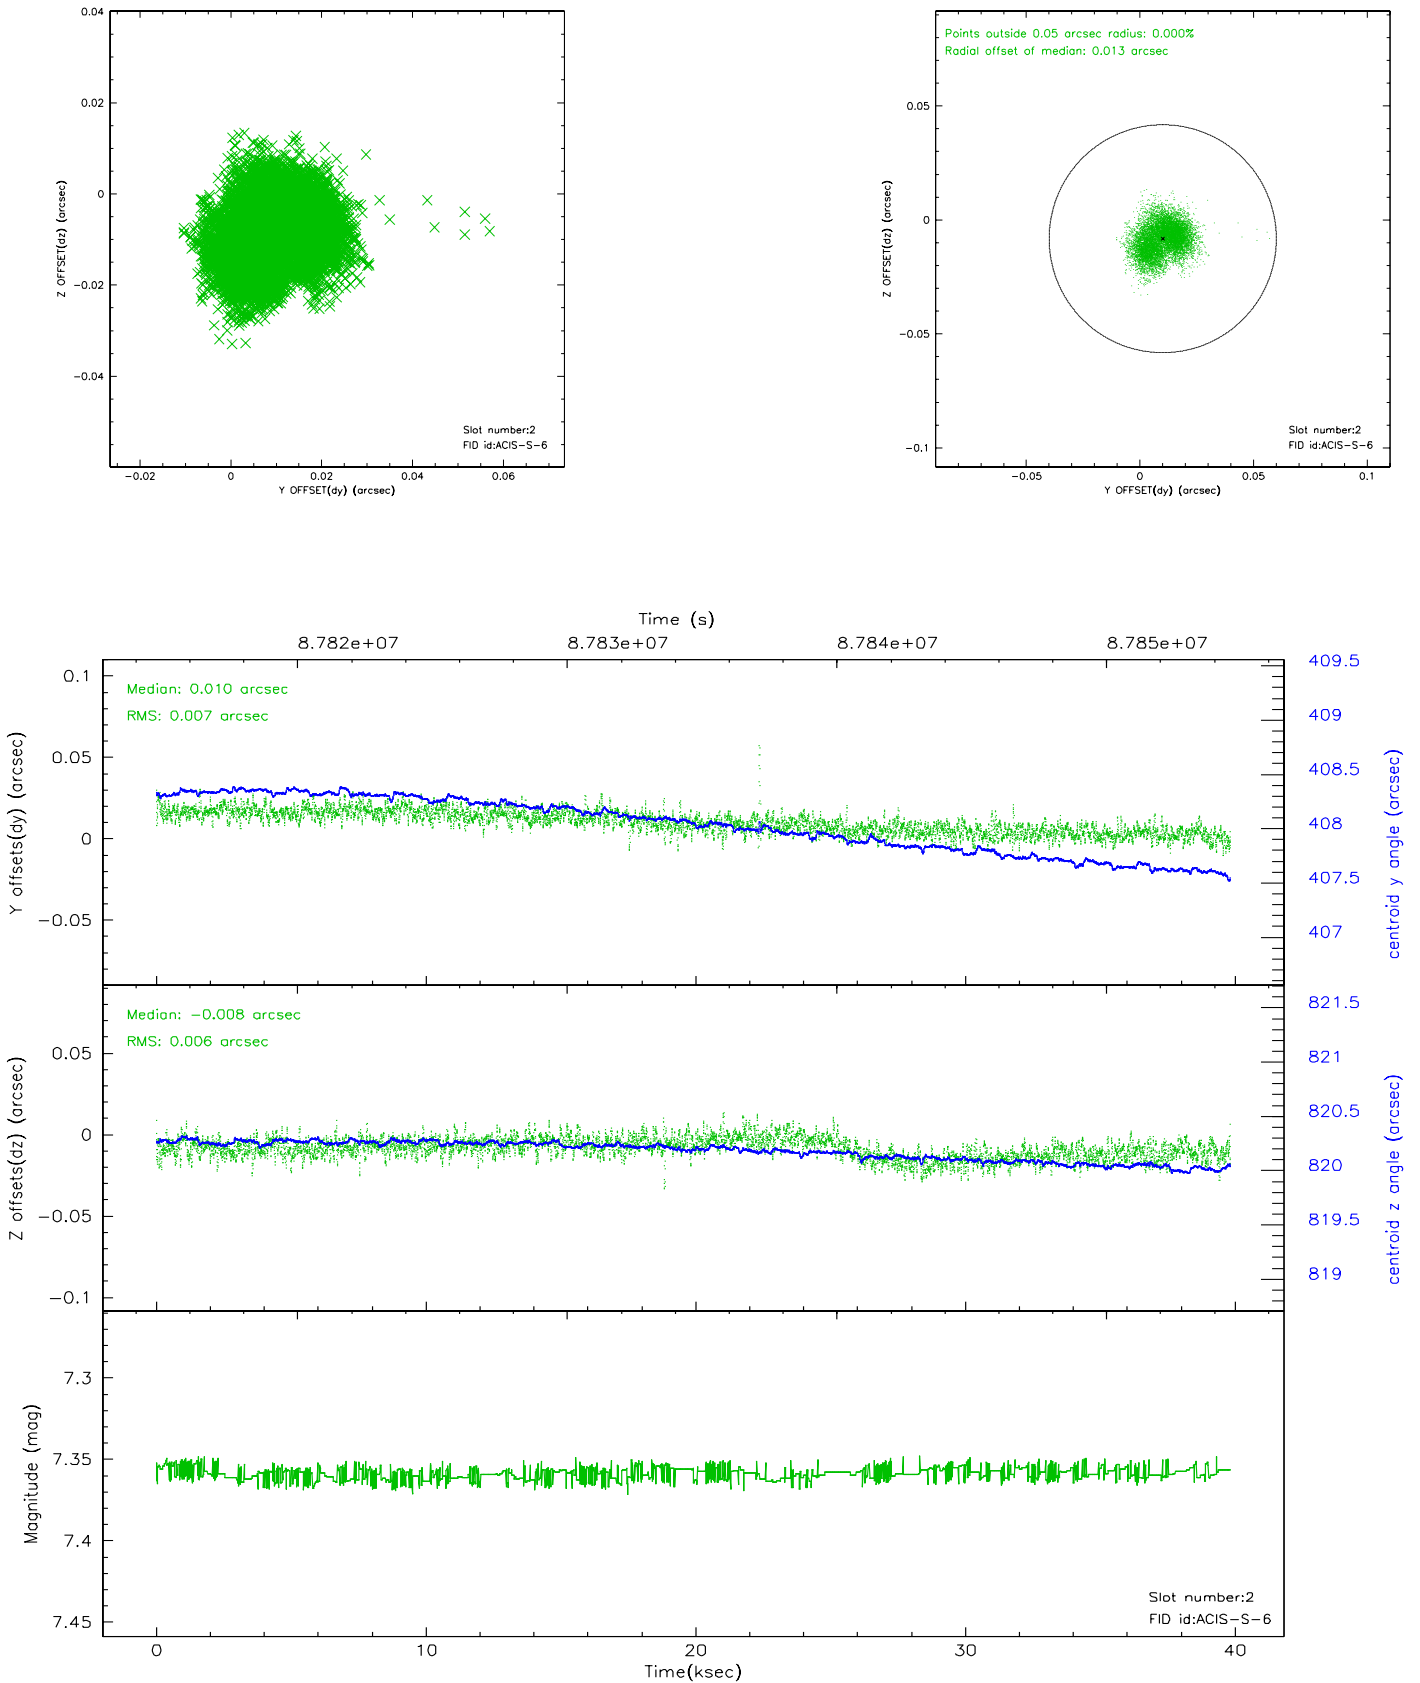 0.04
0.02
0
−0.02
−0.04
Z OFFSET(dz) (arcsec)
Slot number:2
FID id:ACIS−S−6
−0.02
0
0.02
0.04
0.06
Y OFFSET(dy) (arcsec)
Points outside 0.05 arcsec radius: 0.000%
Radial offset of median: 0.013 arcsec
0.05
0
−0.05
−0.1
Z OFFSET(dz) (arcsec)
Slot number:2
FID id:ACIS−S−6
−0.05
0
0.05
0.1
Y OFFSET(dy) (arcsec)
Time (s)
8.782e+07
8.783e+07
8.784e+07
8.785e+07
Median: 0.010 arcsec
RMS: 0.007 arcsec
0.1
0.05
0
−0.05
Y offsets(dy) (arcsec)
409.5
409
408.5
408
407.5
407
centroid y angle (arcsec)
Median: −0.008 arcsec
RMS: 0.006 arcsec
0.05
0
−0.05
−0.1
Z offsets(dz) (arcsec)
821.5
821
820.5
820
819.5
819
centroid z angle (arcsec)
7.3
7.35
7.4
7.45
Magnitude (mag)
Slot number:2
FID id:ACIS−S−6
0
10
20
30
40
Time(ksec)